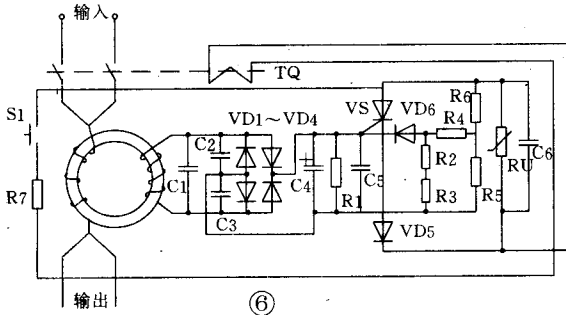 输入
TQ
S1
VD1～VD4
VS
VD6
R6
R4
C2
C1
C4
C5
R2
RU
C6
R7
C3
R1
R3
R5
VD5
输出
⑥